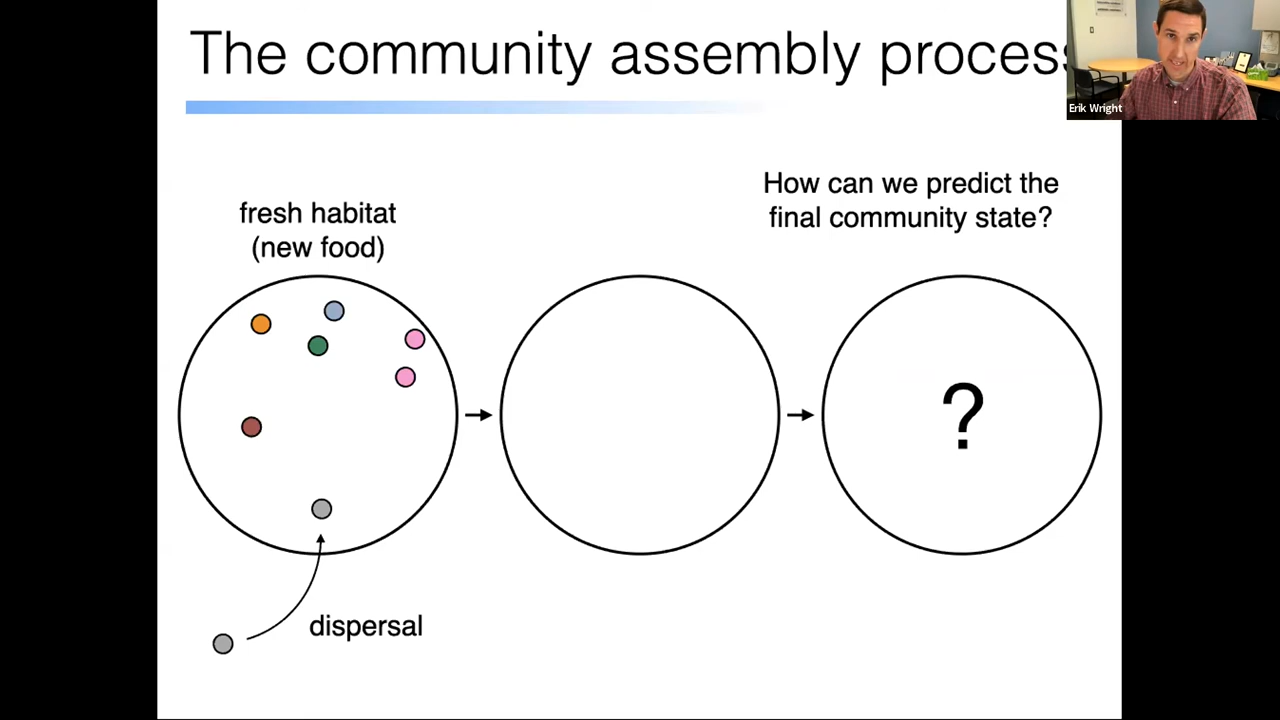 The community assembly process
Erik Wright
How can we predict the
final community state?
fresh habitat
(new food)
?
dispersal